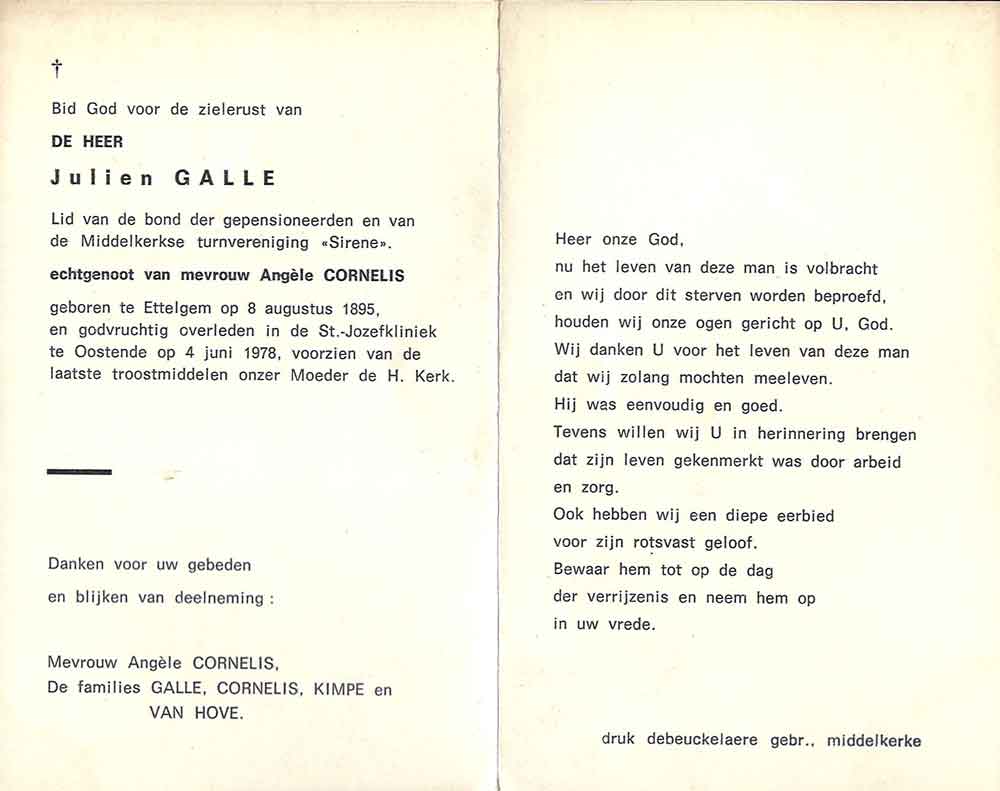 †
Bid God voor de zielerust van
DE HEER
Julien GALLE
Lid van de bond der gepensioneerden en van
de Middelkerkse turnvereniging «Sirene».
echtgenoot van mevrouw Angèle CORNELIS
geboren te Ettelgem op 8 augustus 1895,
en godvruchtig overleden in de St.-Jozefkliniek
te Oostende op 4 juni 1978, voorzien van de
laatste troostmiddelen onzer Moeder de H. Kerk.
Danken voor uw gebeden
en blijken van deelneming :
Mevrouw Angèle CORNELIS,
De families GALLE, CORNELIS, KIMPE en
VAN HOVE.
Heer onze God,
nu het leven van deze man is volbracht
en wij door dit sterven worden beproefd,
houden wij onze ogen gericht op U, God.
Wij danken U voor het leven van deze man
dat wij zolang mochten meeleven.
Hij was eenvoudig en goed.
Tevens willen wij U in herinnering brengen
dat zijn leven gekenmerkt was door arbeid
en zorg.
Ook hebben wij een diepe eerbied
voor zijn rotsvast geloof.
Bewaar hem tot op de dag
der verrijzenis en neem hem op
in uw vrede.
druk debeuckelaere gebr., middelkerke